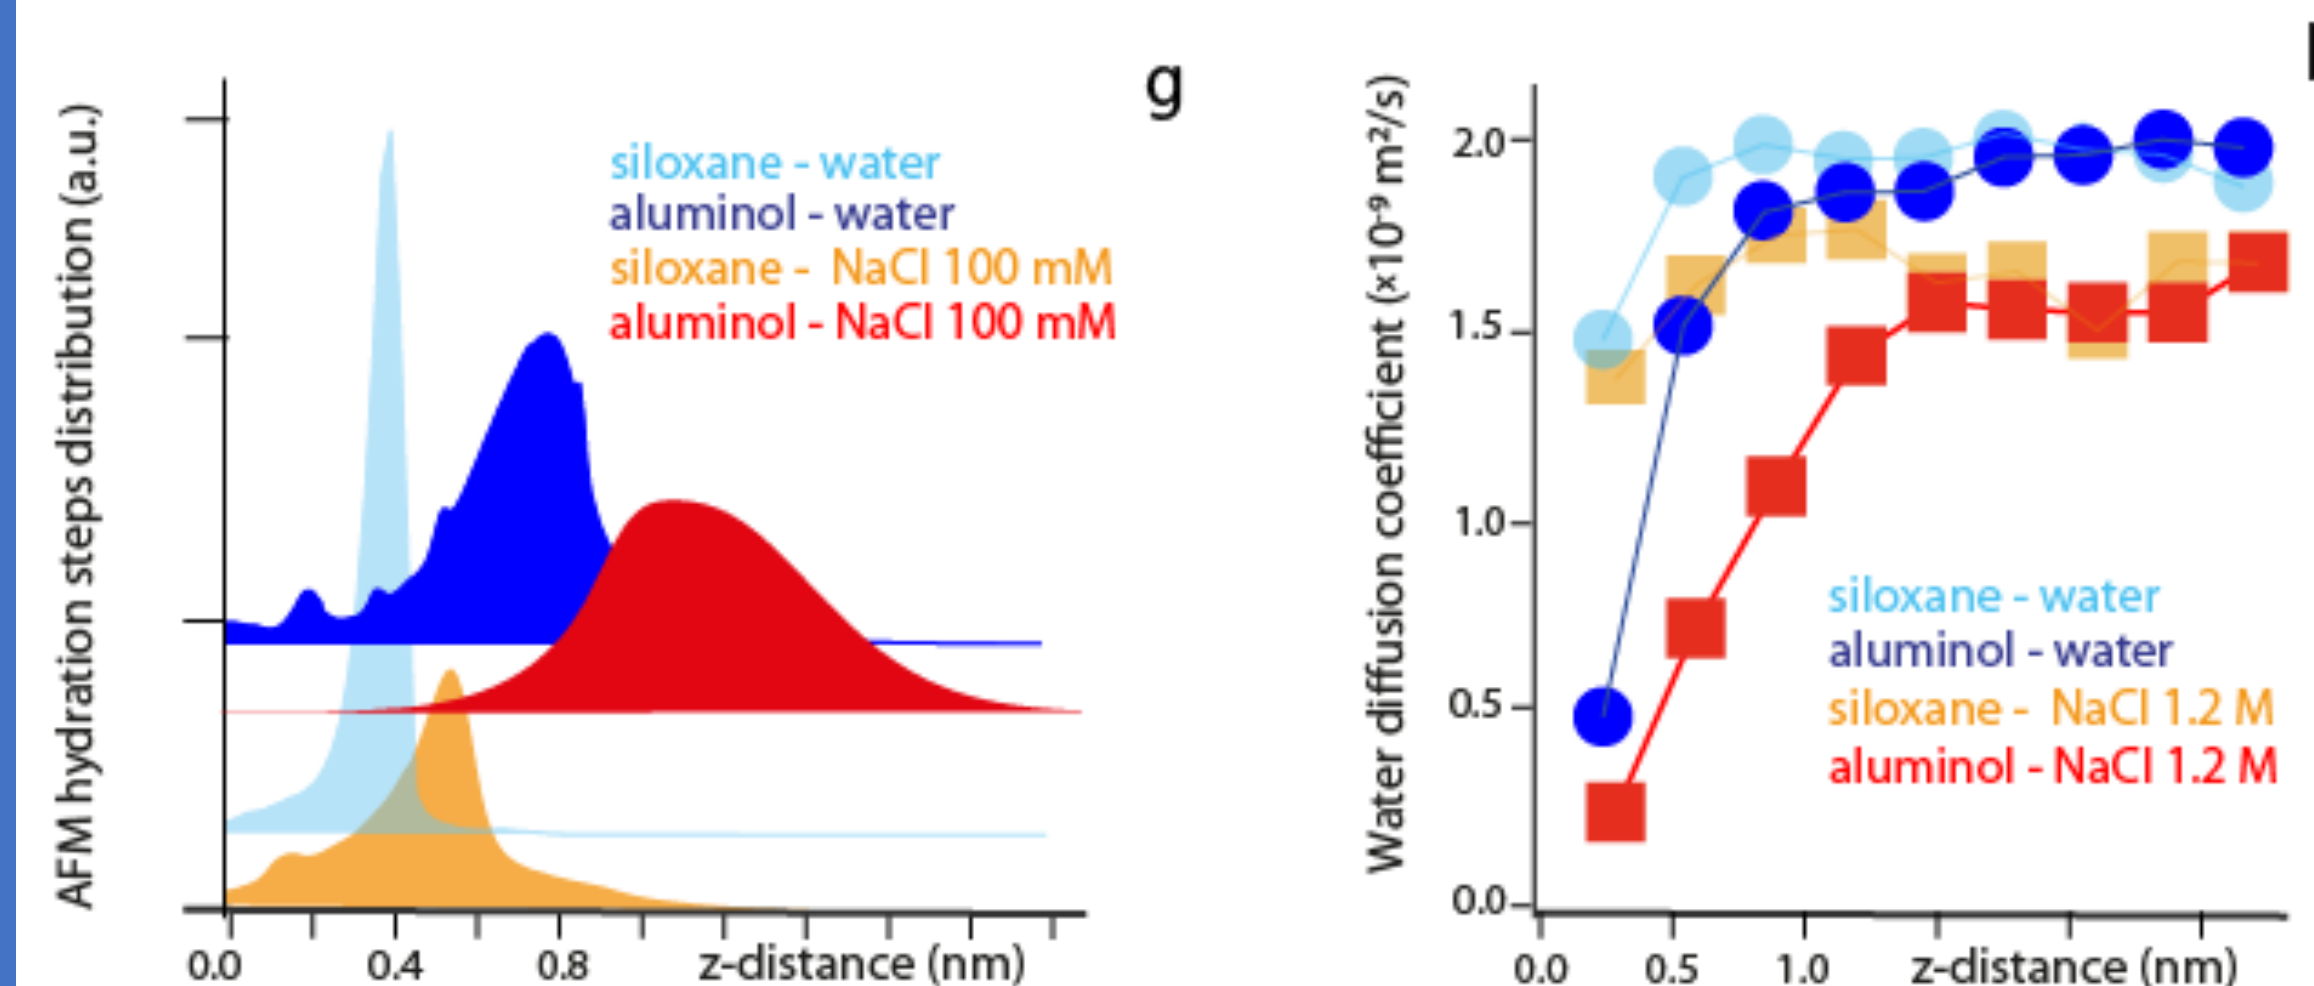 AFM hydration steps distribution (a.u.)
siloxane - water
aluminol - water
siloxane - NaCl 100 mM
aluminol - NaCl 100 mM
0.0 0.4 0.8 z-distance (nm)
g
Water diffusion coefficient (×10⁻⁹ m²/s)
2.0
1.5
1.0
0.5
0.0
siloxane - water
aluminol - water
siloxane - NaCl 1.2 M
aluminol - NaCl 1.2 M
0.0 0.5 1.0 z-distance (nm)